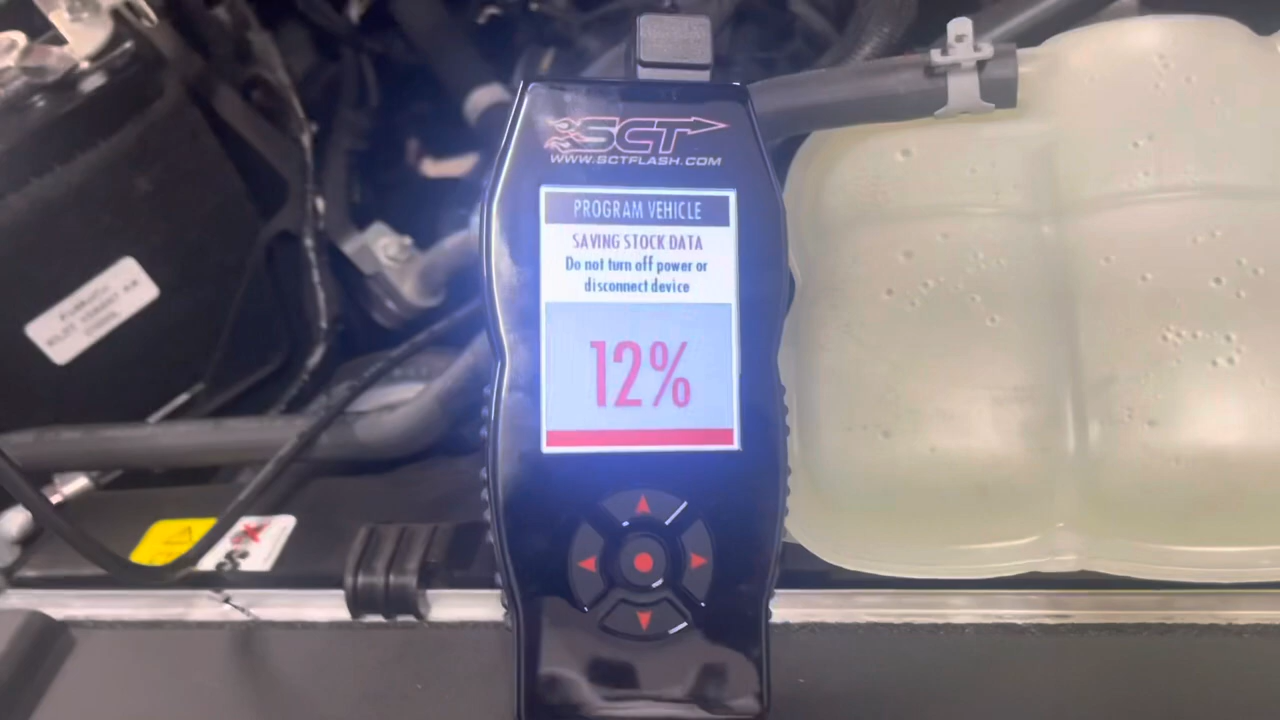 SCT
WWW.SCTFLASH.COM
PROGRAM VEHICLE
SAVING STOCK DATA
Do not turn off power or
disconnect device
12%